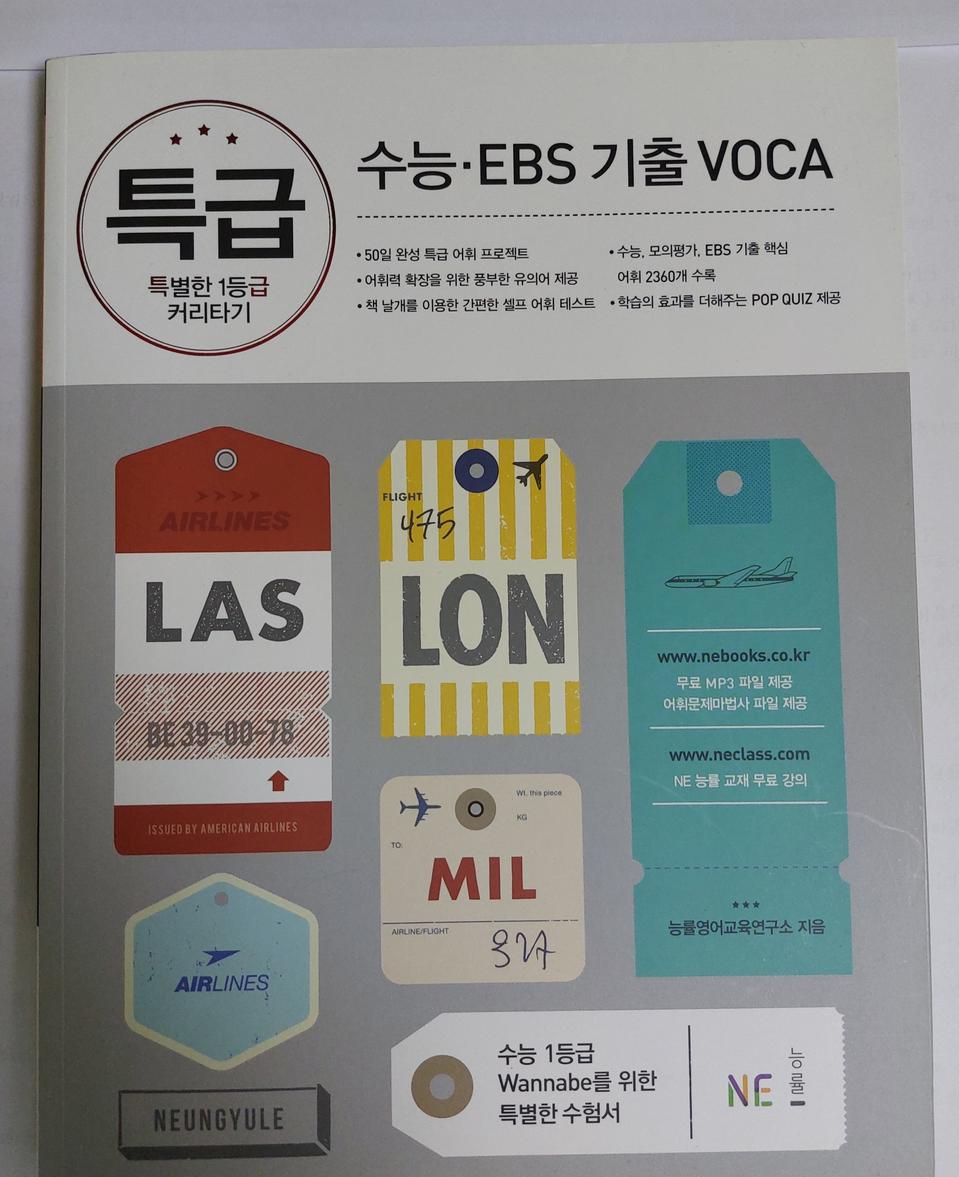 특급
특별한 1등급
커리타기
수능·EBS 기출 VOCA
• 50일 완성 특급 어휘 프로젝트
• 어휘력 확장을 위한 풍부한 유의어 제공
• 책 날개를 이용한 간편한 셀프 어휘 테스트
• 수능, 모의평가, EBS 기출 핵심
어휘 2360개 수록
• 학습의 효과를 더해주는 POP QUIZ 제공
AIRLINES
LAS
BE 39-00-78
ISSUED BY AMERICAN AIRLINES
FLIGHT
475
LON
www.nebooks.co.kr
무료 MP3 파일 제공
어휘문제마법사 파일 제공
www.neclass.com
NE 능률 교재 무료 강의
능률영어교육연구소 지음
Wt. this piece
KG
TO:
MIL
AIRLINE/FLIGHT
AIRLINES
NEUNGYULE
수능 1등급
Wannabe를 위한
특별한 수험서
NE 능률